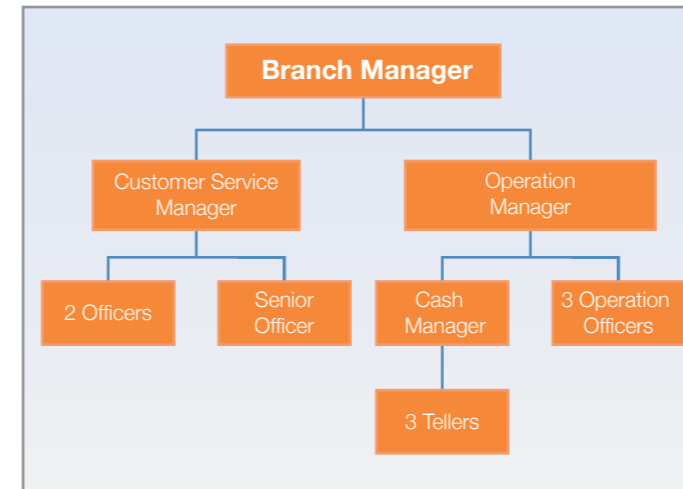 Branch Manager
Customer Service
Manager
Operation
Manager
2 Officers
Senior
Officer
Cash
Manager
3 Operation
Officers
3 Tellers